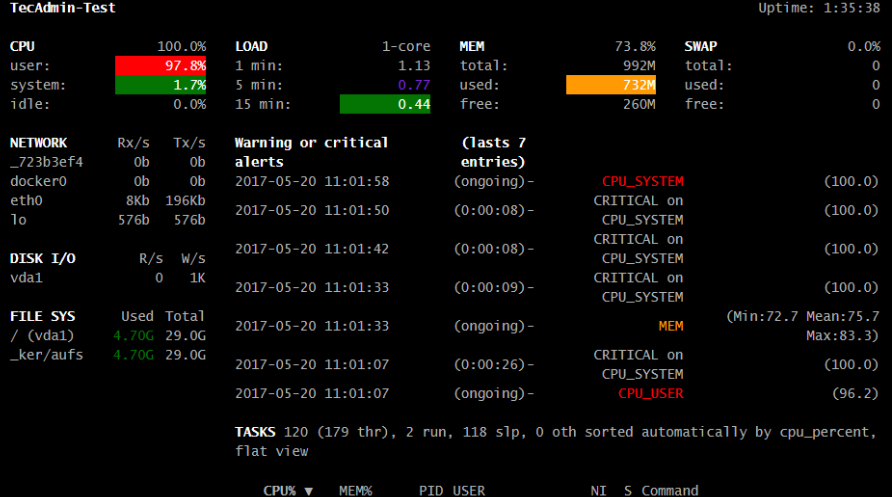 TecAdmin-Test Uptime: 1:35:38
CPU 100.0% LOAD 1-core MEM 73.8% SWAP 0.0%
user: 97.8% 1 min: 1.13 total: 992M total: 0
system: 1.7% 5 min: 0.77 used: 732M used: 0
idle: 0.0% 15 min: 0.44 free: 260M free: 0
NETWORK Rx/s Tx/s Warning or critical (lasts 7
_723b3ef4 0b 0b alerts entries)
docker0 0b 0b 2017-05-20 11:01:58 (ongoing)- CPU_SYSTEM (100.0)
eth0 8Kb 196Kb CRITICAL on
2017-05-20 11:01:50 (0:00:08)- (100.0)
lo 576b 576b CPU_SYSTEM
CRITICAL on
2017-05-20 11:01:42 (0:00:08)- (100.0)
DISK I/O R/s W/s CPU_SYSTEM
vda1 0 1K CRITICAL on
2017-05-20 11:01:33 (0:00:09)- (100.0)
CPU_SYSTEM
FILE SYS Used Total (Min:72.7 Mean:75.7
2017-05-20 11:01:33 (ongoing)- MEM
/ (vda1) 4.70G 29.0G Max:83.3)
_ker/aufs 4.70G 29.0G CRITICAL on
2017-05-20 11:01:07 (0:00:26)- (100.0)
CPU_SYSTEM
2017-05-20 11:01:07 (ongoing)- CPU_USER (96.2)
TASKS 120 (179 thr), 2 run, 118 slp, 0 oth sorted automatically by cpu_percent,
flat view
CPU% ▼ MEM% PID USER NI S Command